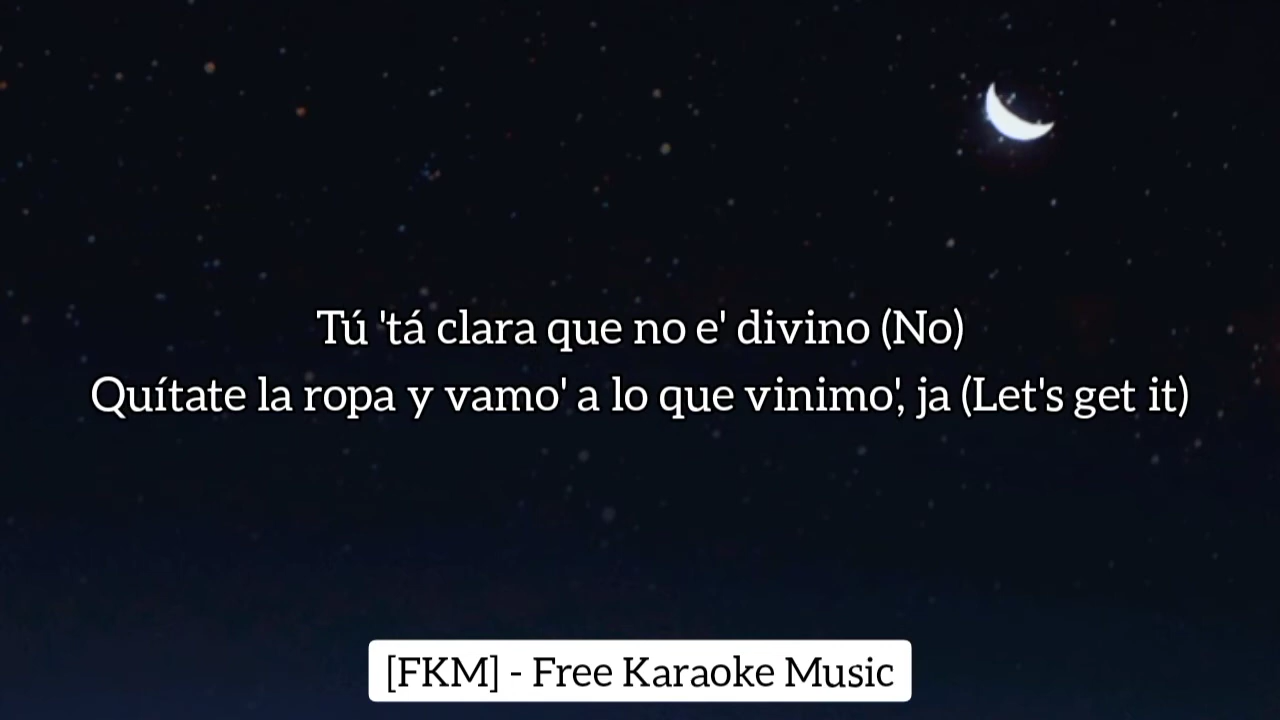 Tú 'tá clara que no e' divino (No)
Quítate la ropa y vamo' a lo que vinimo', ja (Let's get it)
[FKM] - Free Karaoke Music